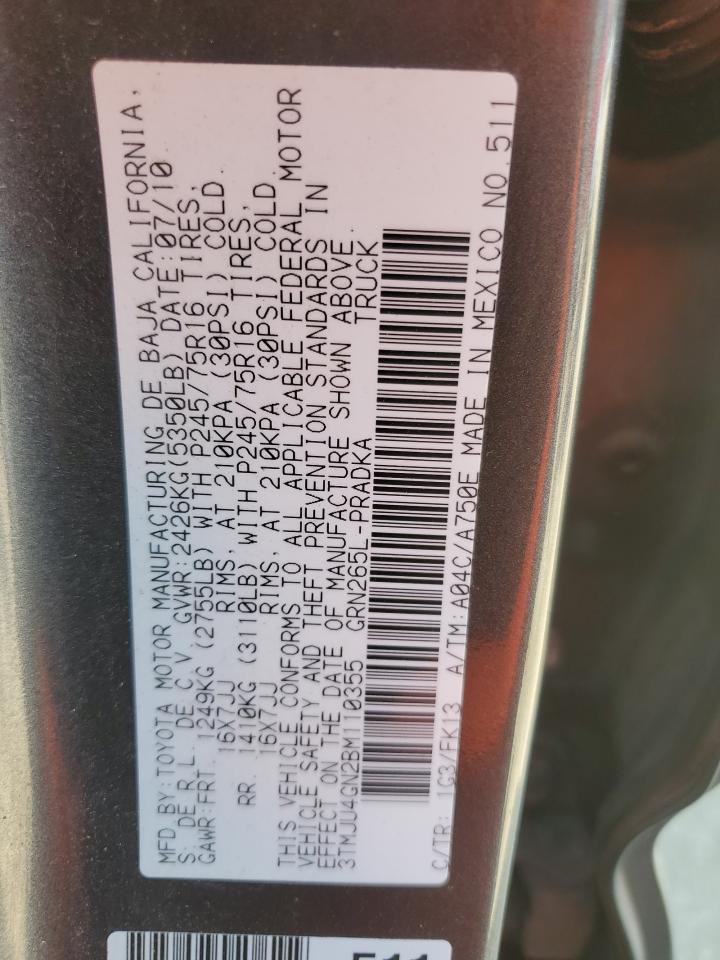 MFD.BY:TOYOTA MOTOR MANUFACTURING DE BAJA CALIFORNIA,
S. DE R.L. DE C.V. GVWR:2426KG(5350LB) DATE:07/10
GAWR:FRT. 1249KG (2755LB) WITH P245/75R16 TIRES,
16X7JJ RIMS, AT 210KPA (30PSI) COLD.
RR. 1410KG (3110LB) WITH P245/75R16 TIRES,
16X7JJ RIMS, AT 210KPA (30PSI) COLD.
THIS VEHICLE CONFORMS TO ALL APPLICABLE FEDERAL MOTOR
VEHICLE SAFETY AND THEFT PREVENTION STANDARDS IN
EFFECT ON THE DATE OF MANUFACTURE SHOWN ABOVE.
3TMJU4GN2BM110355 GRN265L-PRADKA TRUCK
C/TR: 1G3/FK13 A/TM:A04C/A750E MADE IN MEXICO NO.511
511